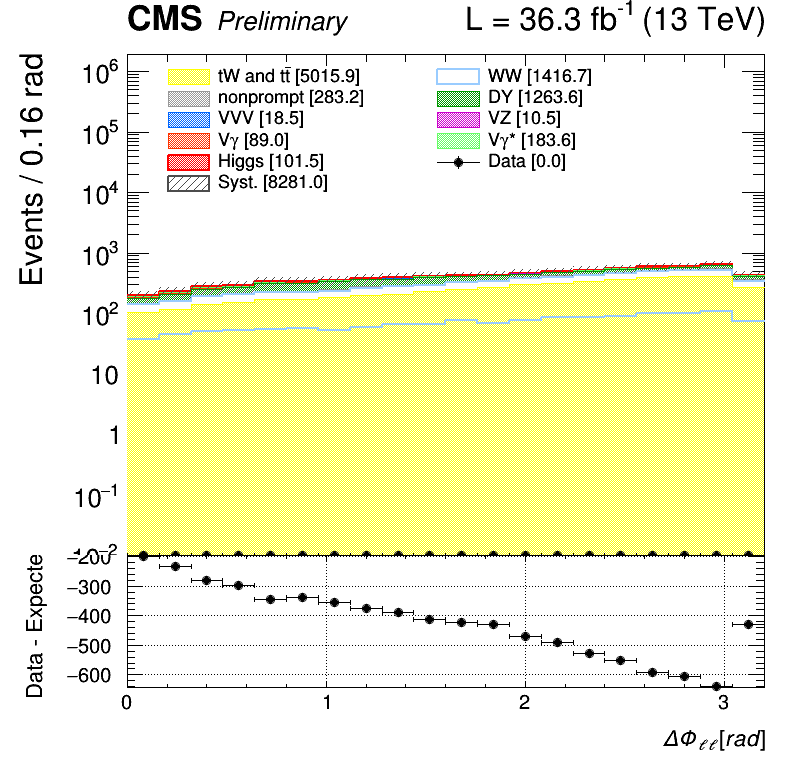 CMS Preliminary L = 36.3 fb⁻¹ (13 TeV)
Events / 0.16 rad
10⁶
10⁵
10⁴
10³
10²
10
1
10⁻¹
10⁻²
tW and tt̄ [5015.9]
nonprompt [283.2]
VVV [18.5]
Vγ [89.0]
Higgs [101.5]
Syst. [8281.0]
WW [1416.7]
DY [1263.6]
VZ [10.5]
Vγ* [183.6]
Data [0.0]
Data - Expecte
−200
−300
−400
−500
−600
0 1 2 3
ΔΦℓℓ[rad]